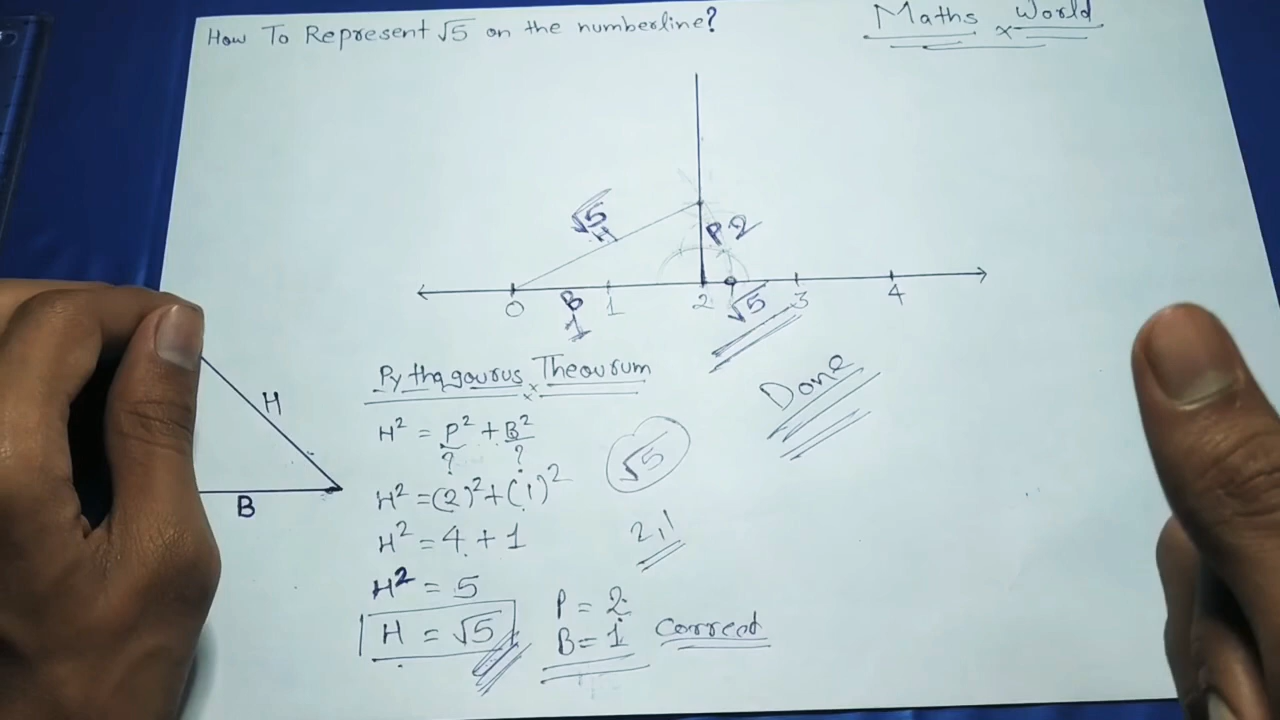 How To Represent √5 on the numberline?
Maths World
√5
H
P 2
B
1
0 1 2 √5 3 4
Pythagourus Theourum
Done
H
B
H² = P² + B²
? ?
√5
H² = (2)² + (1)²
H² = 4 + 1
2,1
H² = 5
H = √5
P = 2
B = 1
Correct